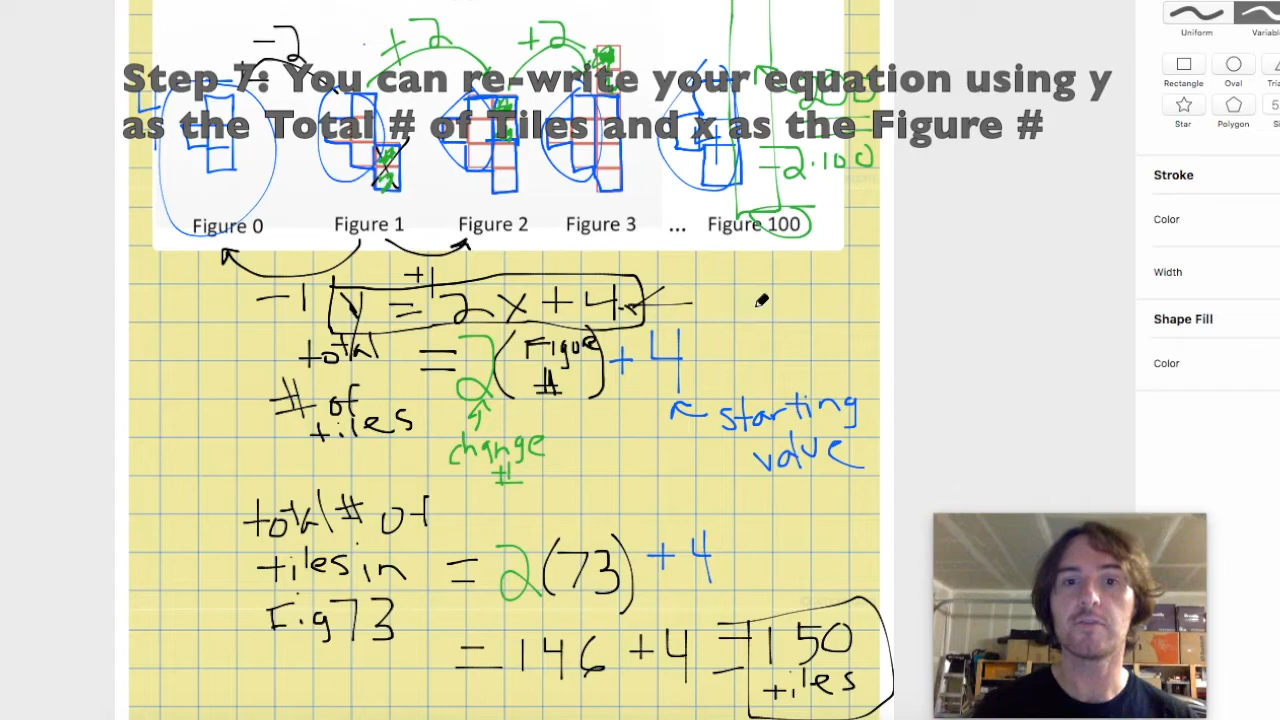 Step 7: You can re-write your equation using y
as the Total # of Tiles and x as the Figure #
-2
+2
+2
= 2·100
Figure 0
Figure 1
Figure 2
Figure 3
...
Figure 100
-1
+1
y = 2x + 4
total # of tiles = 2 (Figure #) + 4
change #
starting value
total # of
tiles in
Fig 73
= 2(73) + 4
= 146 + 4 = 150
tiles
Uniform
Variab
Rectangle
Oval
Tria
Star
Polygon
Stroke
Color
Width
Shape Fill
Color